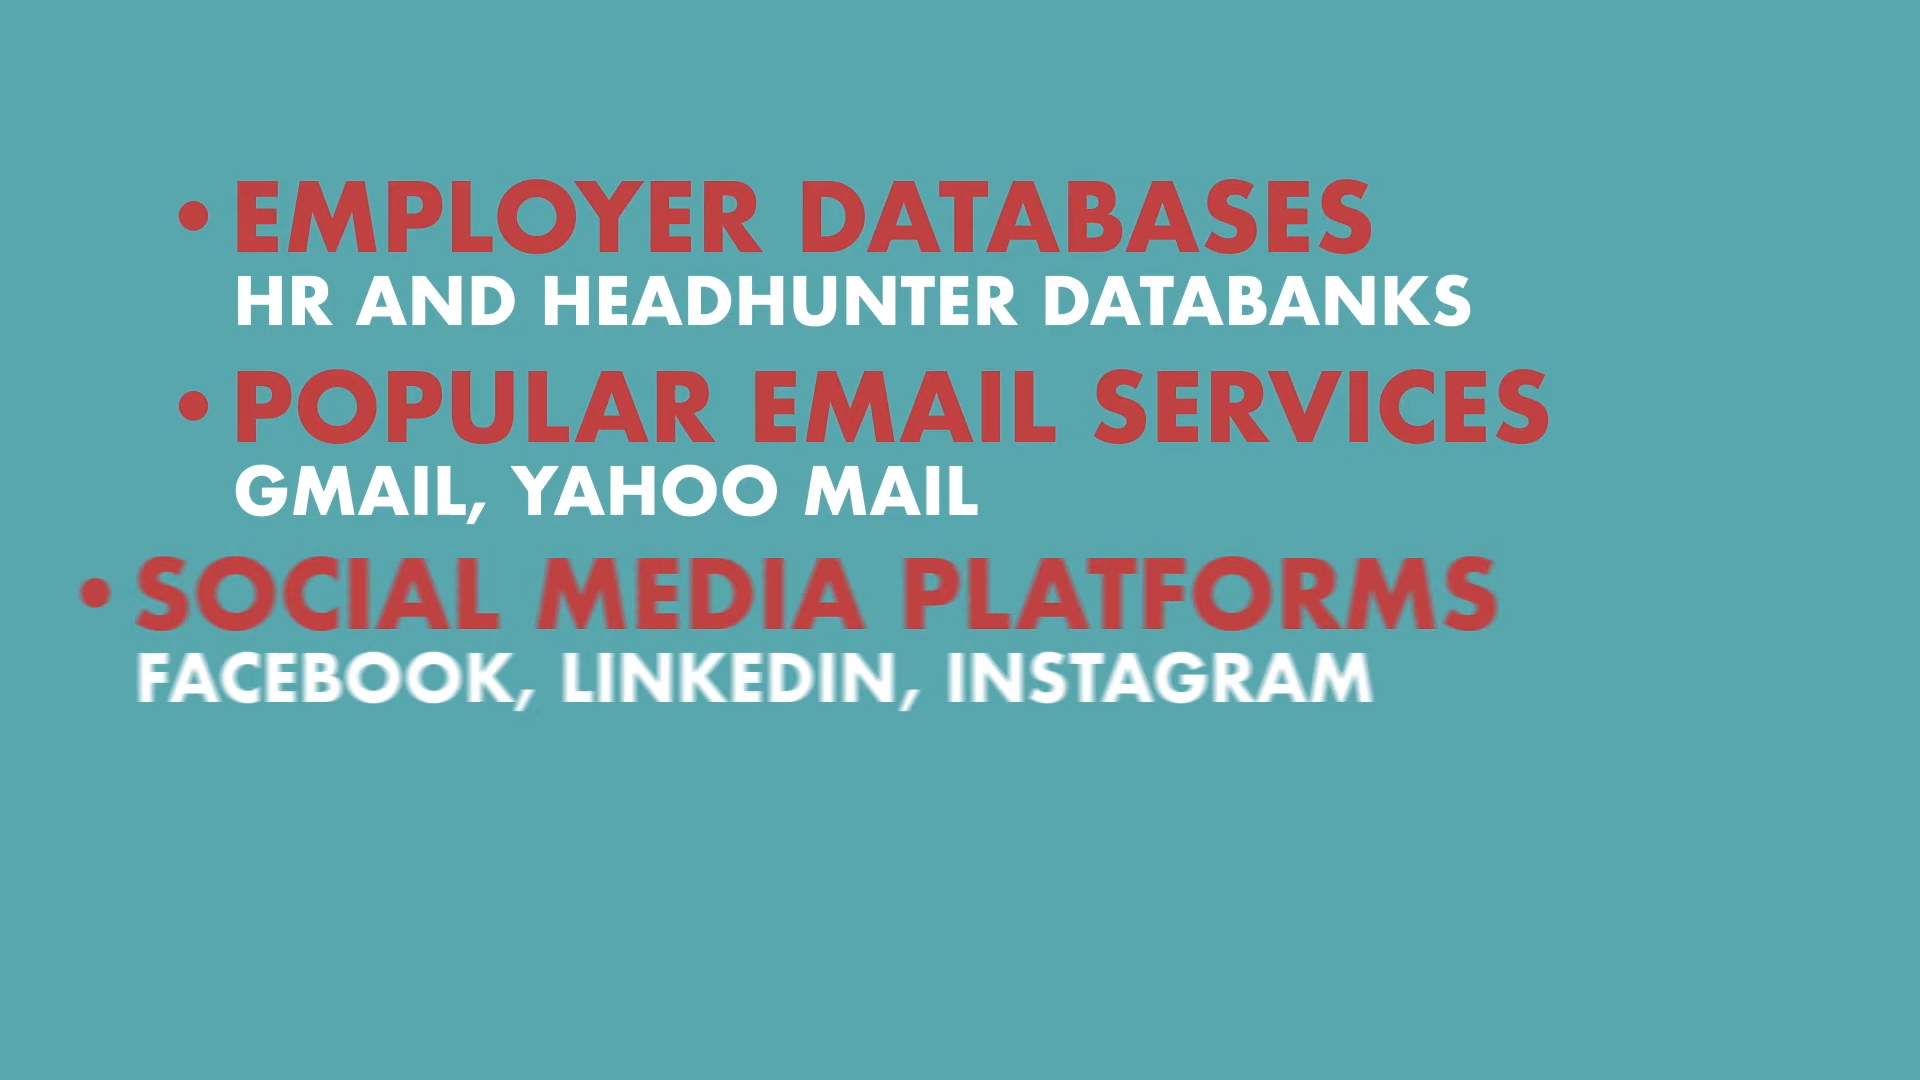 • EMPLOYER DATABASES
HR AND HEADHUNTER DATABANKS
• POPULAR EMAIL SERVICES
GMAIL, YAHOO MAIL
• SOCIAL MEDIA PLATFORMS
FACEBOOK, LINKEDIN, INSTAGRAM